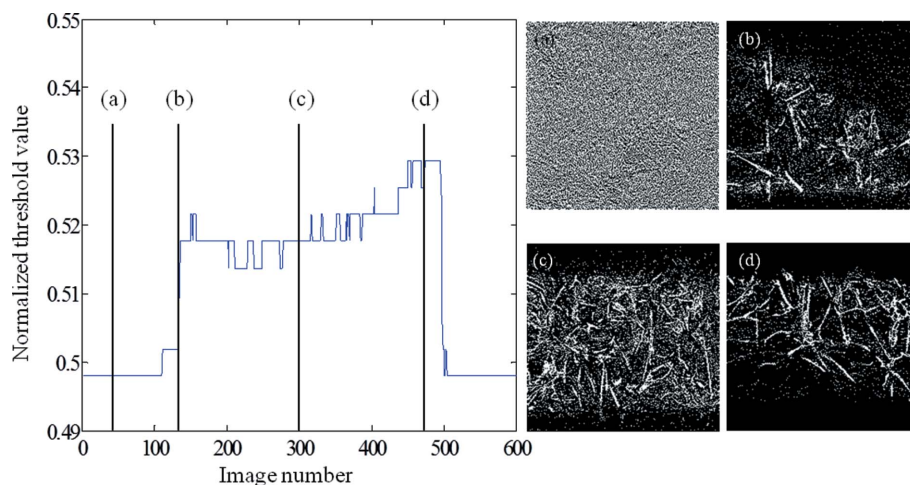 0.55
0.54
0.53
0.52
0.51
0.5
0.49
Normalized threshold value
(a)
(b)
(c)
(d)
0
100
200
300
400
500
600
Image number
(a)
(b)
(c)
(d)